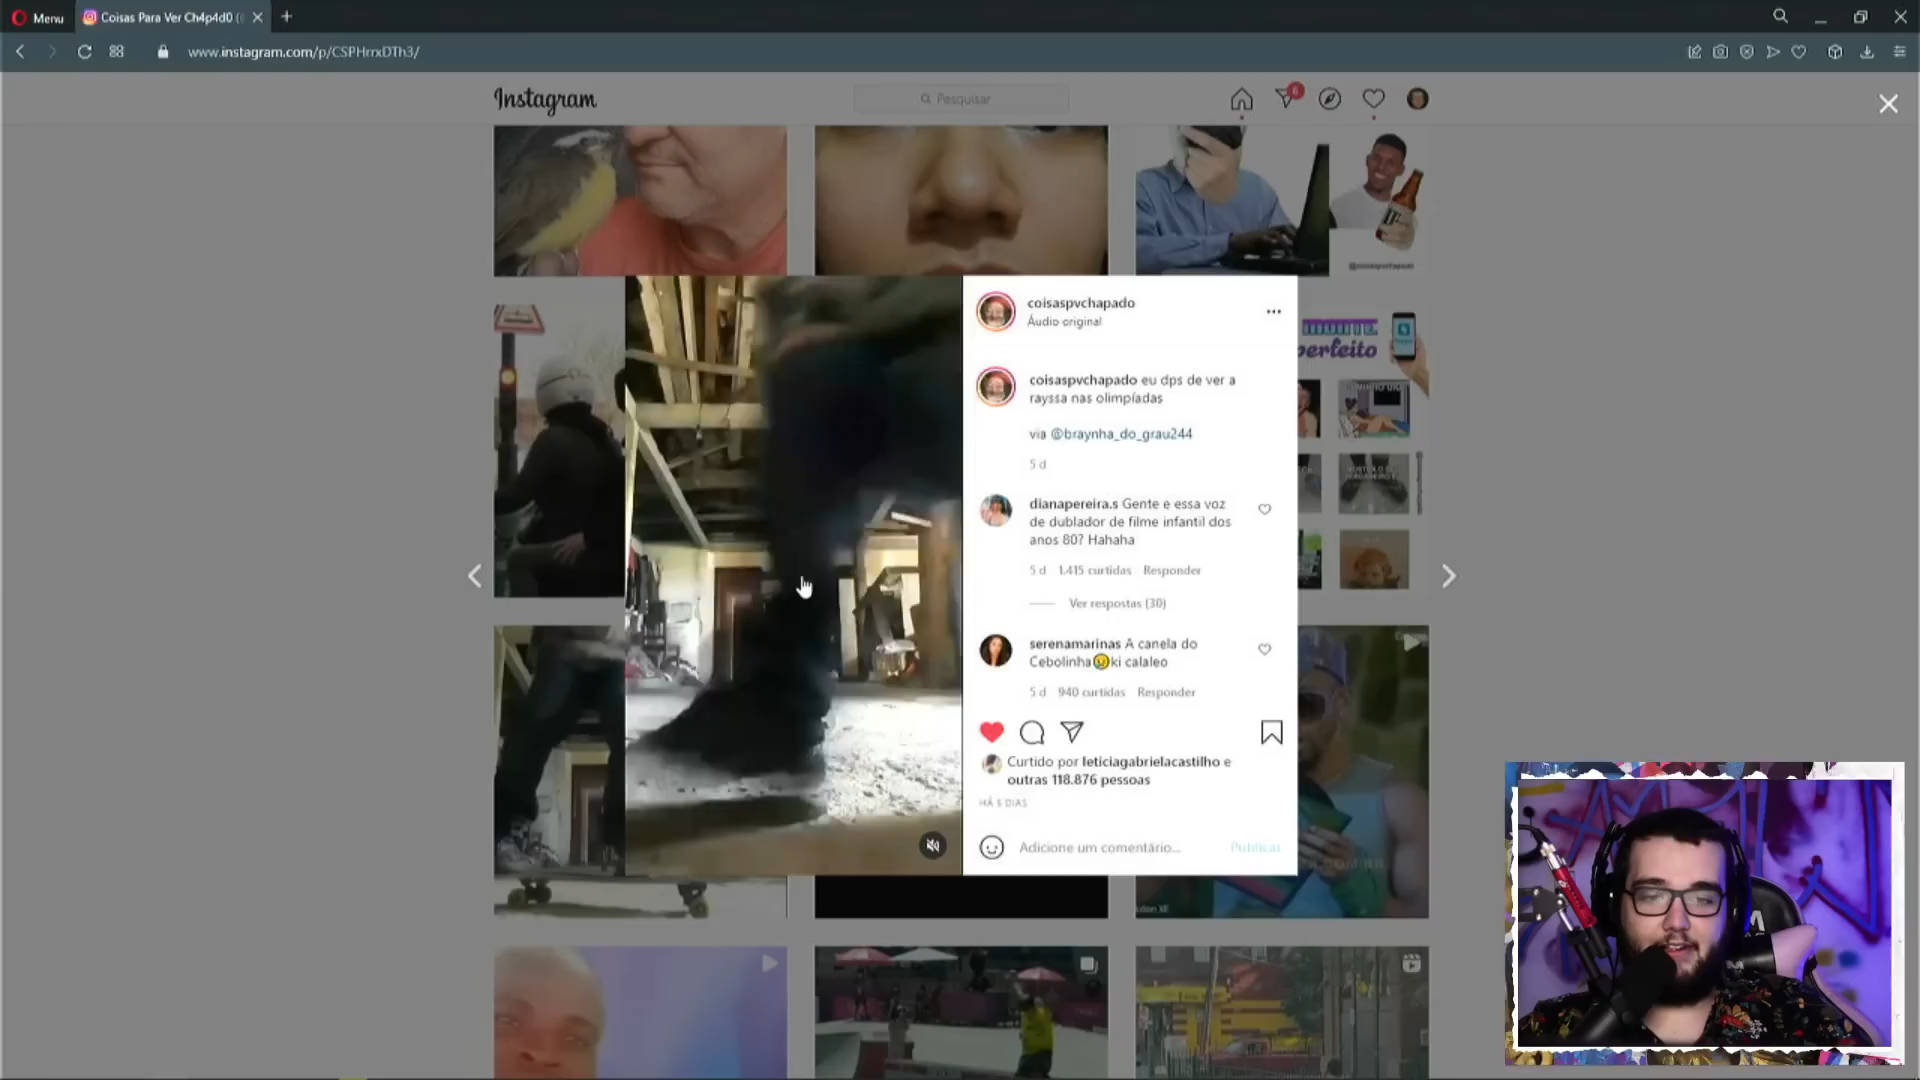 Menu
Coisas Para Ver Ch4p4d0 (
www.instagram.com/p/CSPHrrxDTh3/
Instagram
Pesquisar
6
@coisaspvchapado
perfeito
coisaspvchapado
Áudio original
coisaspvchapado eu dps de ver a
rayssa nas olimpíadas
via @braynha_do_grau244
5 d
dianapereira.s Gente e essa voz
de dublador de filme infantil dos
anos 80? Hahaha
5 d 1.415 curtidas Responder
Ver respostas (30)
serenamarinas A canela do
Cebolinha😢ki calaleo
5 d 940 curtidas Responder
Curtido por leticiagabrielacastilho e
outras 118.876 pessoas
HÁ 5 DIAS
Adicione um comentário...
Publicar